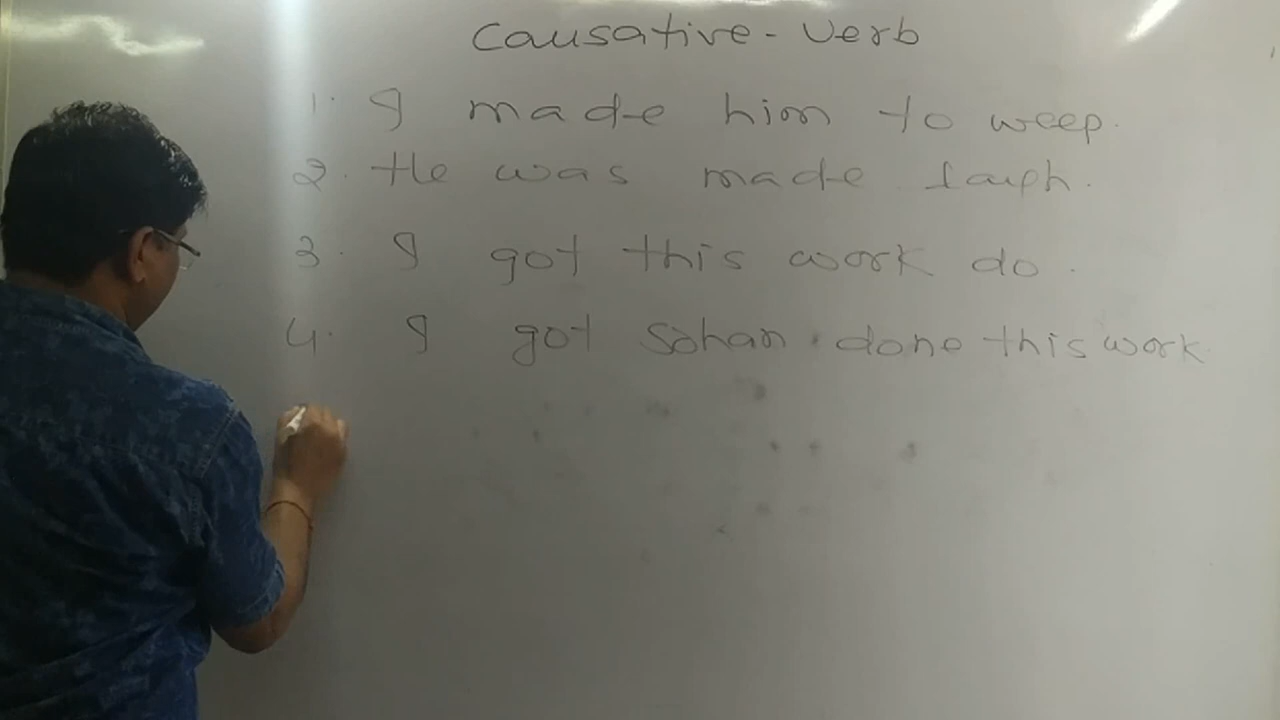 Causative - Verb
1. I made him to weep.
2. He was made laugh.
3. I got this work do.
4. I got Sohan done this work